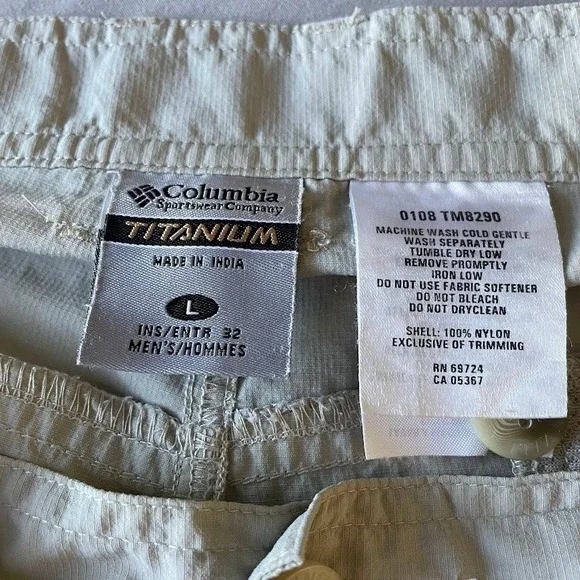 Columbia
Sportswear Company
TITANIUM
MADE IN INDIA
L
INS/ENTR 32
MEN'S/HOMMES
0108 TM8290
MACHINE WASH COLD GENTLE
WASH SEPARATELY
TUMBLE DRY LOW
REMOVE PROMPTLY
IRON LOW
DO NOT USE FABRIC SOFTENER
DO NOT BLEACH
DO NOT DRYCLEAN
SHELL: 100% NYLON
EXCLUSIVE OF TRIMMING
RN 69724
CA 05367